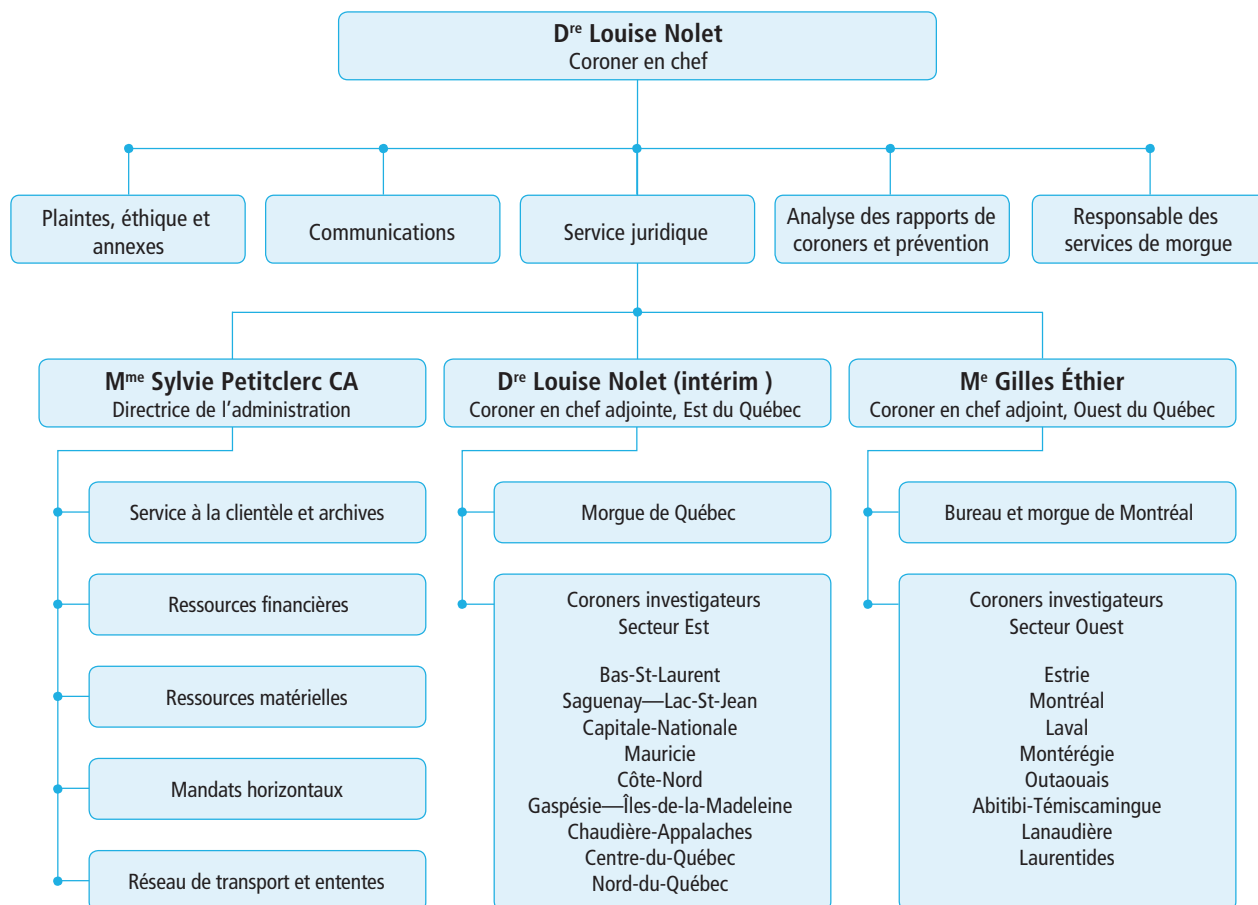 Dre Louise Nolet
Coroner en chef
Plaintes, éthique et
annexes
Communications
Service juridique
Analyse des rapports de
coroners et prévention
Responsable des
services de morgue
Mme Sylvie Petitclerc CA
Directrice de l’administration
Dre Louise Nolet (intérim )
Coroner en chef adjointe, Est du Québec
Me Gilles Éthier
Coroner en chef adjoint, Ouest du Québec
Service à la clientèle et archives
Ressources financières
Ressources matérielles
Mandats horizontaux
Réseau de transport et ententes
Morgue de Québec
Coroners investigateurs
Secteur Est
Bas-St-Laurent
Saguenay—Lac-St-Jean
Capitale-Nationale
Mauricie
Côte-Nord
Gaspésie—Îles-de-la-Madeleine
Chaudière-Appalaches
Centre-du-Québec
Nord-du-Québec
Bureau et morgue de Montréal
Coroners investigateurs
Secteur Ouest
Estrie
Montréal
Laval
Montérégie
Outaouais
Abitibi-Témiscamingue
Lanaudière
Laurentides